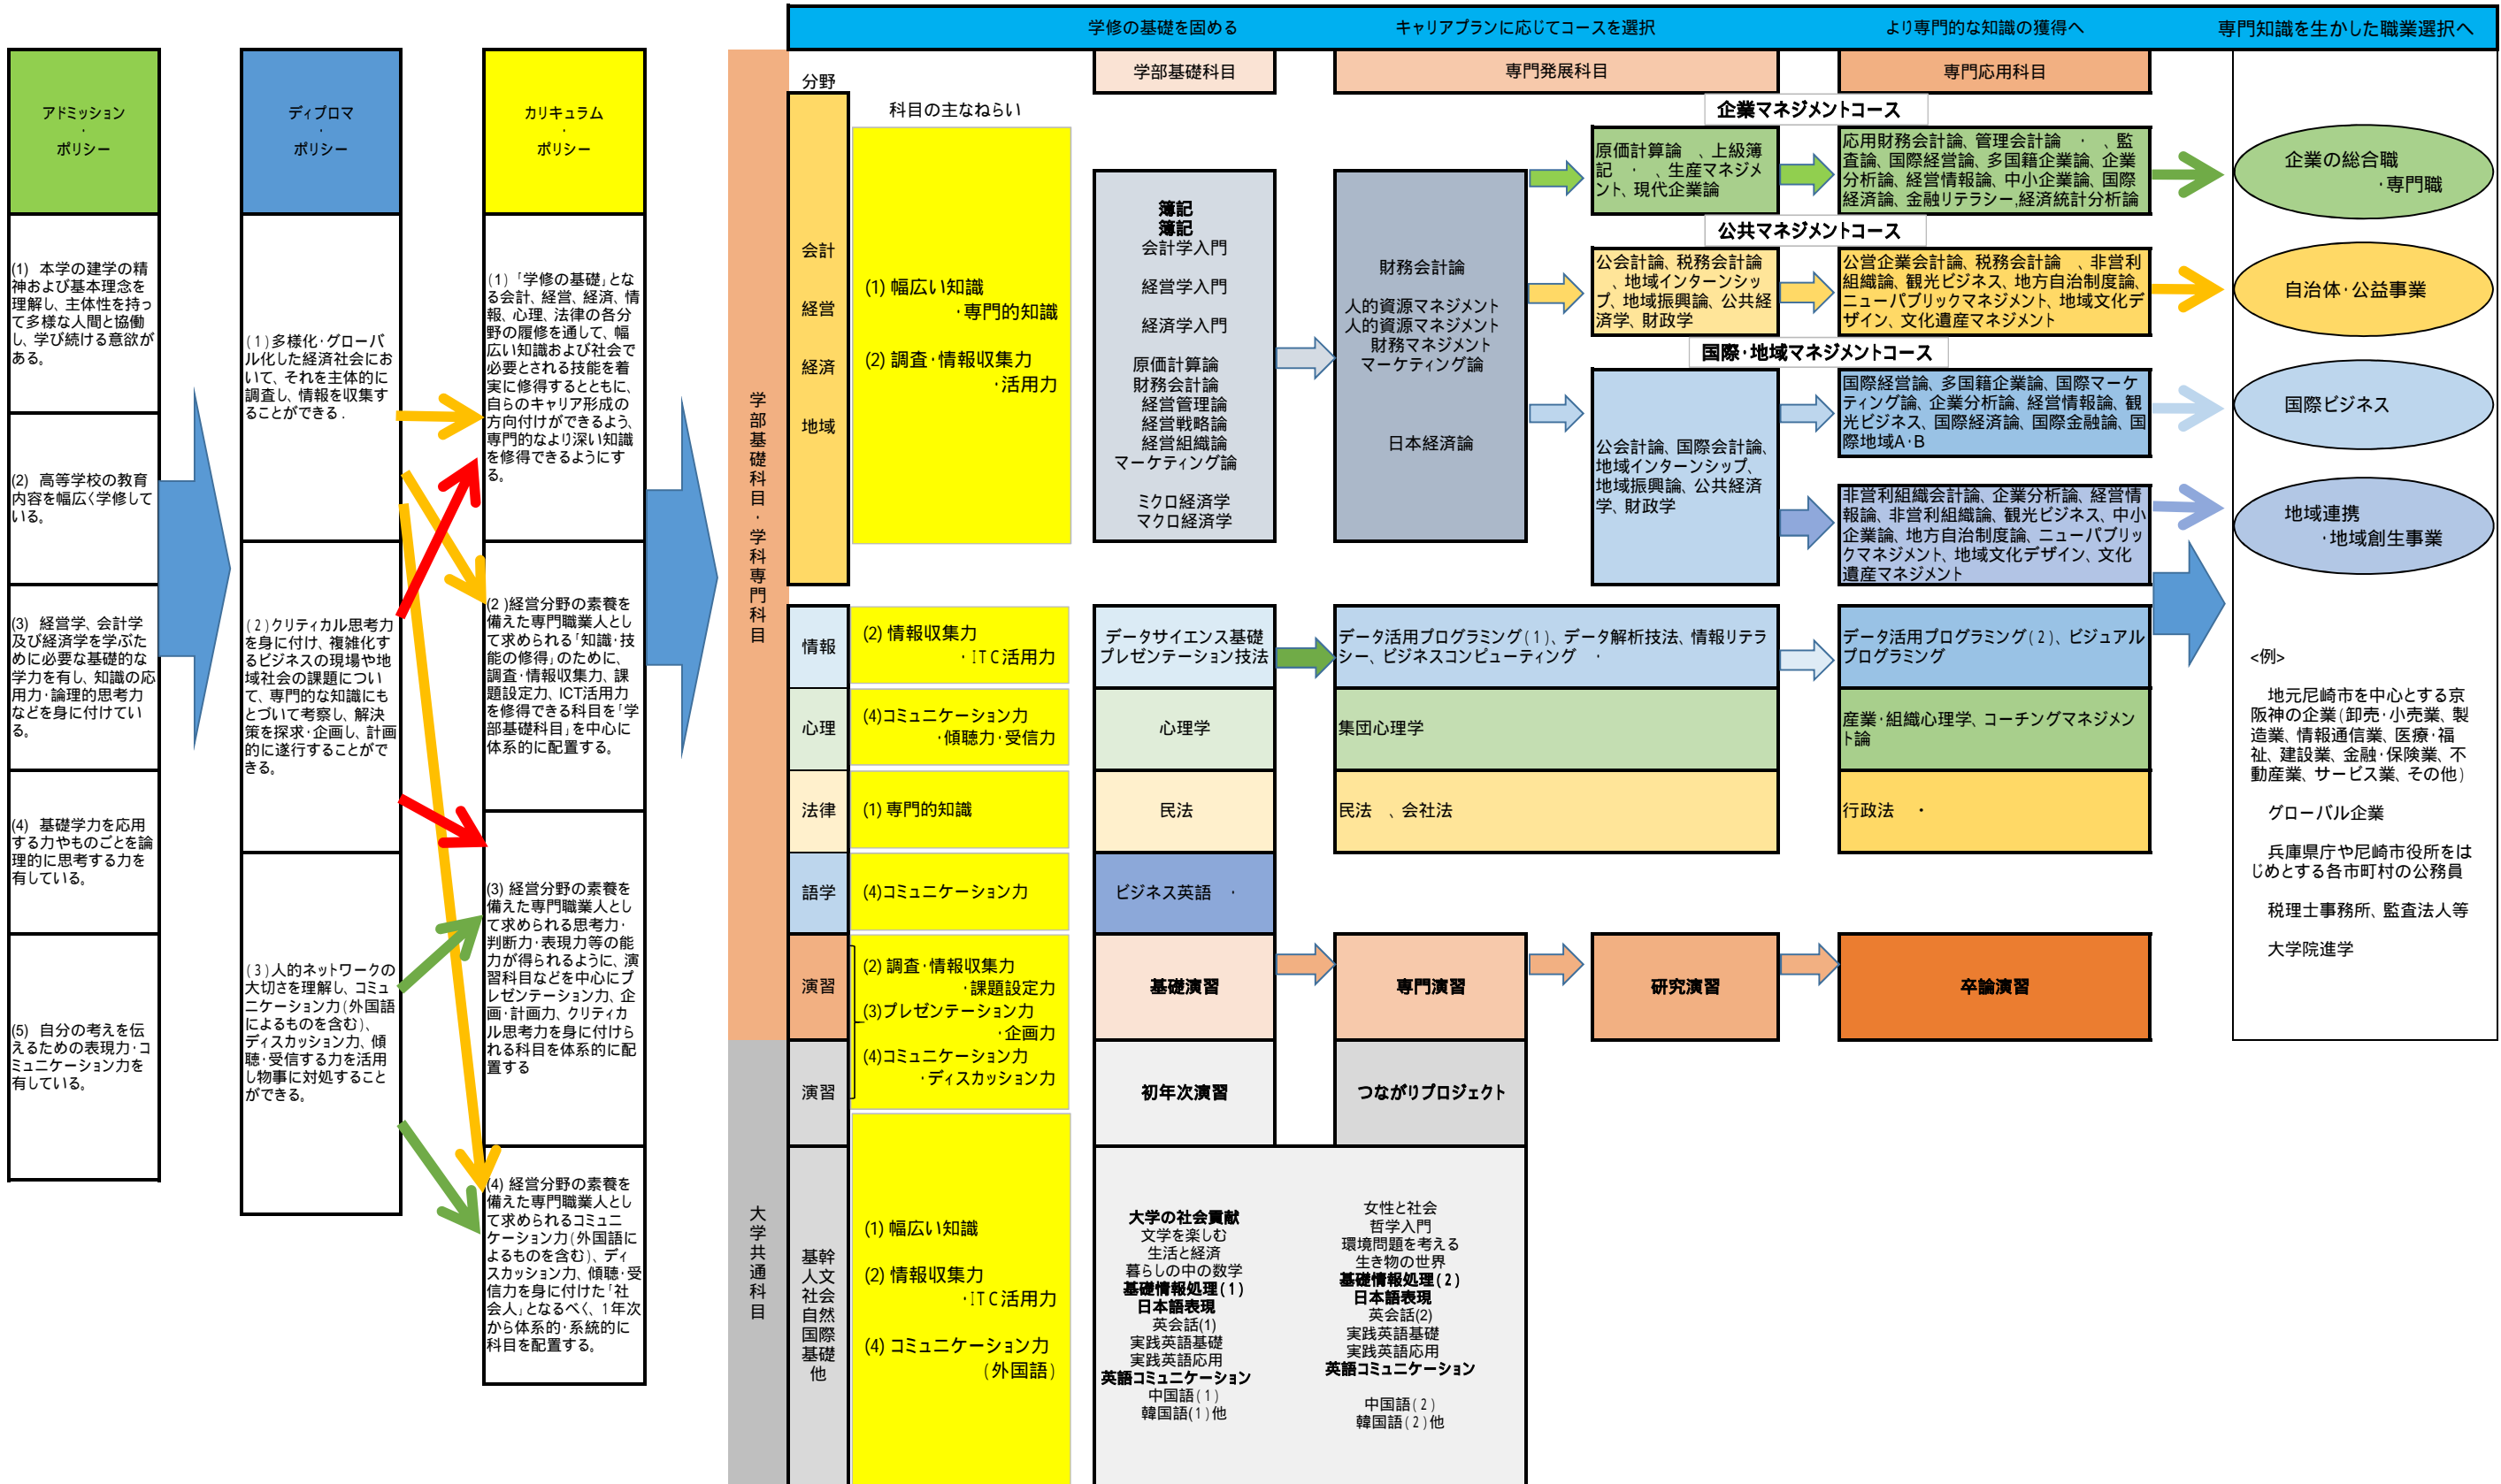 学修の基礎を固める
キャリアプランに応じてコースを選択
より専門的な知識の獲得へ
専門知識を生かした職業選択へ
アドミッション
・
ポリシー
(1) 本学の建学の精
神および基本理念を
理解し、主体性を持っ
て多様な人間と協働
し、学び続ける意欲が
ある。
(2) 高等学校の教育
内容を幅広く学修して
いる。
(3) 経営学、会計学
及び経済学を学ぶた
めに必要な基礎的な
学力を有し、知識の応
用力・論理的思考力
などを身に付けてい
る。
(4) 基礎学力を応用
する力やものごとを論
理的に思考する力を
有している。
(5) 自分の考えを伝
えるための表現力・コ
ミュニケーション力を
有している。
ディプロマ
・
ポリシー
(1)多様化・グローバ
ル化した経済社会にお
いて、それを主体的に
調査し、情報を収集す
ることができる.
(2)クリティカル思考力
を身に付け、複雑化す
るビジネスの現場や地
域社会の課題につい
て、専門的な知識にも
とづいて考察し、解決
策を探求・企画し、計画
的に遂行することがで
きる。
(3)人的ネットワークの
大切さを理解し、コミュ
ニケーション力(外国語
によるものを含む)、
ディスカッション力、傾
聴・受信する力を活用
し物事に対処すること
ができる。
カリキュラム
・
ポリシー
(1)「学修の基礎」とな
る会計、経営、経済、情
報、心理、法律の各分
野の履修を通して、幅
広い知識および社会で
必要とされる技能を着
実に修得するとともに、
自らのキャリア形成の
方向付けができるよう、
専門的なより深い知識
を修得できるようにす
る。
(2)経営分野の素養を
備えた専門職業人とし
て求められる「知識・技
能の修得」のために、
調査・情報収集力、課
題設定力、ICT活用力
を修得できる科目を「学
部基礎科目」を中心に
体系的に配置する。
(3) 経営分野の素養を
備えた専門職業人とし
て求められる思考力・
判断力・表現力等の能
力が得られるように、演
習科目などを中心にプ
レゼンテーション力、企
画・計画力、クリティカ
ル思考力を身に付けら
れる科目を体系的に配
置する
(4) 経営分野の素養を
備えた専門職業人とし
て求められるコミュニ
ケーション力(外国語に
よるものを含む)、ディ
スカッション力、傾聴・受
信力を身に付けた「社
会人」となるべく、1年次
から体系的・系統的に
科目を配置する。
学部基礎科目・学科専門科目
大学共通科目
分野
科目の主なねらい
学部基礎科目
専門発展科目
専門応用科目
会計
経営
経済
地域
(1) 幅広い知識
・専門的知識
(2) 調査・情報収集力
・活用力
簿記
簿記
会計学入門
経営学入門
経済学入門
原価計算論
財務会計論
経営管理論
経営戦略論
経営組織論
マーケティング論
ミクロ経済学
マクロ経済学
財務会計論
人的資源マネジメント
人的資源マネジメント
財務マネジメント
マーケティング論
日本経済論
企業マネジメントコース
原価計算論　、上級簿
記　・　、生産マネジメ
ント、現代企業論
応用財務会計論、管理会計論　・　、監
査論、国際経営論、多国籍企業論、企業
分析論、経営情報論、中小企業論、国際
経済論、金融リテラシー,経済統計分析論
企業の総合職
・専門職
公共マネジメントコース
公会計論、税務会計論
　、地域インターンシッ
プ、地域振興論、公共経
済学、財政学
公営企業会計論、税務会計論　、非営利
組織論、観光ビジネス、地方自治制度論、
ニューパブリックマネジメント、地域文化デ
ザイン、文化遺産マネジメント
自治体・公益事業
国際・地域マネジメントコース
公会計論、国際会計論、
地域インターンシップ、
地域振興論、公共経済
学、財政学
国際経営論、多国籍企業論、国際マーケ
ティング論、企業分析論、経営情報論、観
光ビジネス、国際経済論、国際金融論、国
際地域A・B
国際ビジネス
非営利組織会計論、企業分析論、経営情
報論、非営利組織論、観光ビジネス、中小
企業論、地方自治制度論、ニューパブリッ
クマネジメント、地域文化デザイン、文化
遺産マネジメント
地域連携
・地域創生事業
情報
(2) 情報収集力
・ITC活用力
データサイエンス基礎
プレゼンテーション技法
データ活用プログラミング(1)、データ解析技法、情報リテラ
シー、ビジネスコンピューティング　・
データ活用プログラミング(2)、ビジュアル
プログラミング
心理
(4)コミュニケーション力
・傾聴力・受信力
心理学
集団心理学
産業・組織心理学、コーチングマネジメン
ト論
法律
(1) 専門的知識
民法
民法　、会社法
行政法　・
語学
(4)コミュニケーション力
ビジネス英語　・
演習
(2) 調査・情報収集力
・課題設定力
(3)プレゼンテーション力
・企画力
(4)コミュニケーション力
・ディスカッション力
基礎演習
専門演習
研究演習
卒論演習
演習
初年次演習
つながりプロジェクト
基幹
人文
社会
自然
国際
基礎
他
(1) 幅広い知識
(2) 情報収集力
・ITC活用力
(4) コミュニケーション力
(外国語)
大学の社会貢献
文学を楽しむ
生活と経済
暮らしの中の数学
基礎情報処理(1)
日本語表現
英会話(1)
実践英語基礎
実践英語応用
英語コミュニケーション
中国語(1)
韓国語(1)他
女性と社会
哲学入門
環境問題を考える
生き物の世界
基礎情報処理(2)
日本語表現
英会話(2)
実践英語基礎
実践英語応用
英語コミュニケーション
中国語(2)
韓国語(2)他
<例>
地元尼崎市を中心とする京
阪神の企業(卸売・小売業、製
造業、情報通信業、医療・福
祉、建設業、金融・保険業、不
動産業、サービス業、その他)
グローバル企業
兵庫県庁や尼崎市役所をは
じめとする各市町村の公務員
税理士事務所、監査法人等
大学院進学